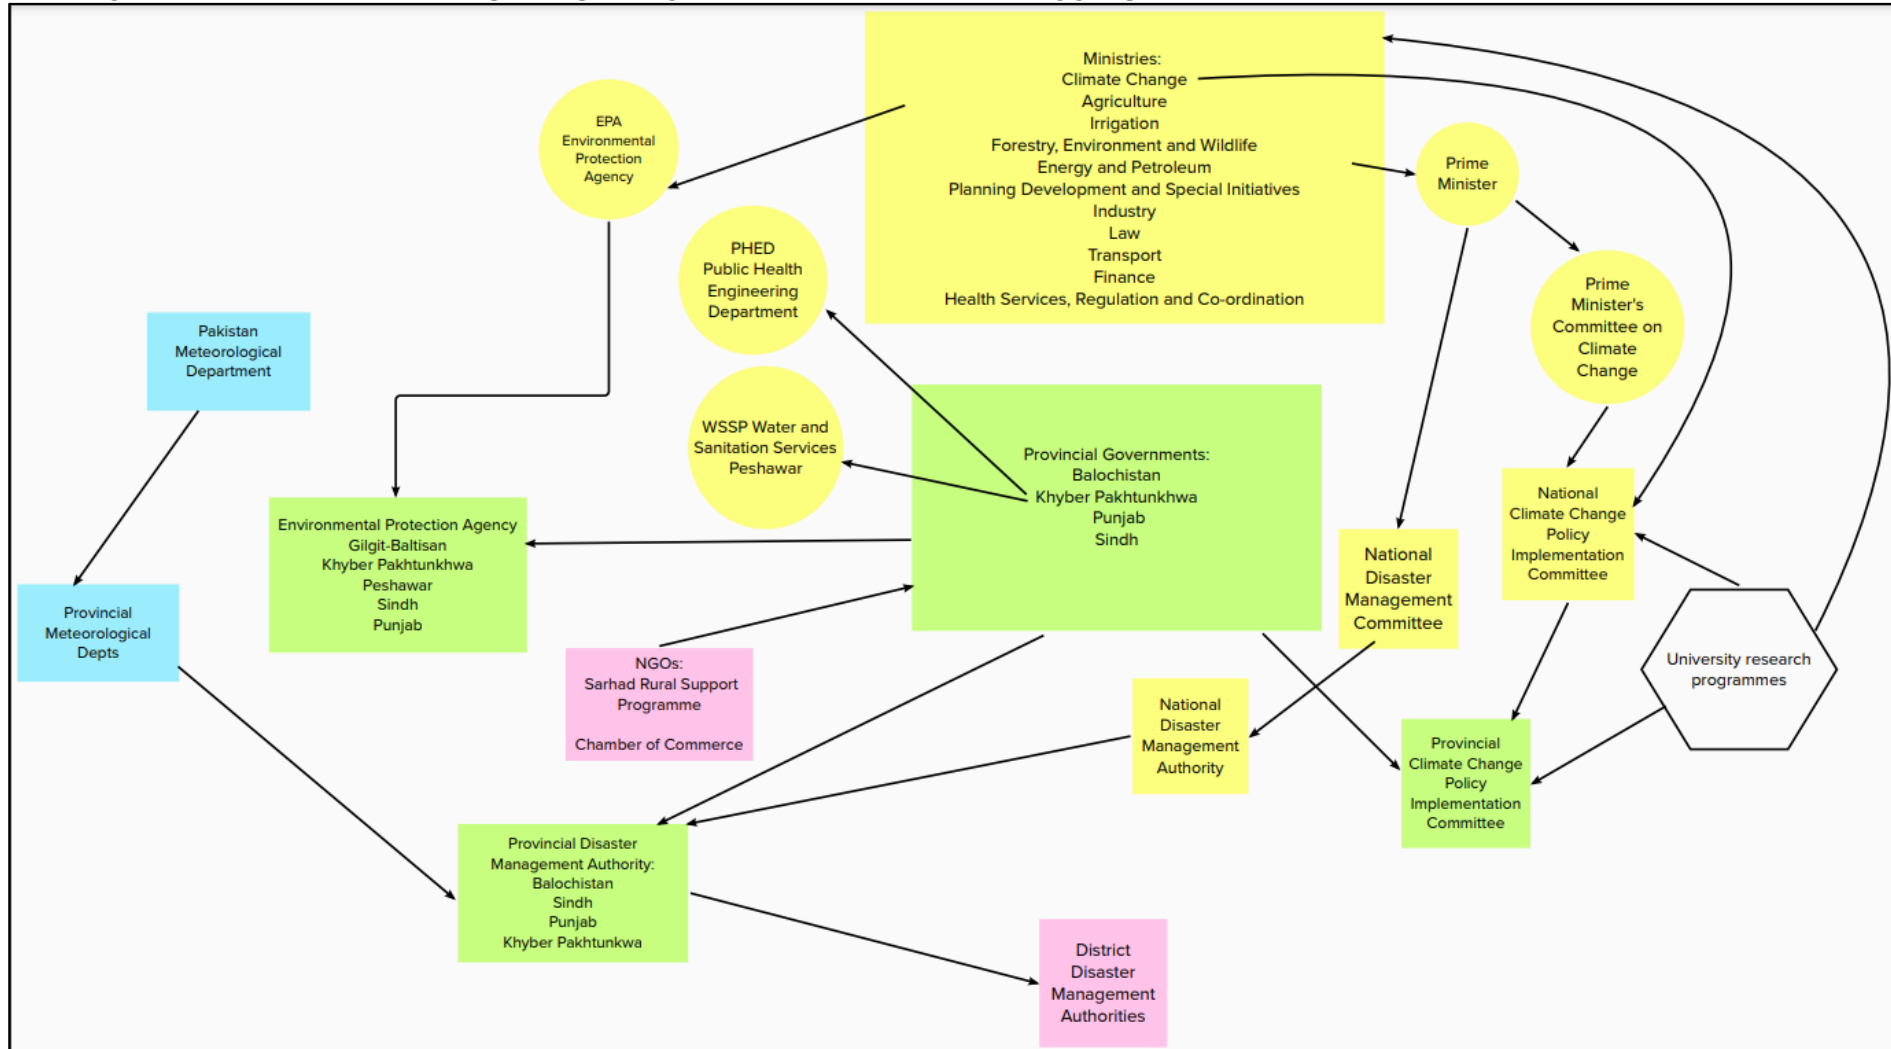 Ministries:
Climate Change
Agriculture
Irrigation
Forestry, Environment and Wildlife
Energy and Petroleum
Planning Development and Special Initiatives
Industry
Law
Transport
Finance
Health Services, Regulation and Co-ordination
EPA
Environmental
Protection
Agency
Prime
Minister
PHED
Public Health
Engineering
Department
Prime
Minister's
Committee on
Climate
Change
Pakistan
Meteorological
Department
WSSP Water and
Sanitation Services
Peshawar
Provincial Governments:
Balochistan
Khyber Pakhtunkhwa
Punjab
Sindh
National
Climate Change
Policy
Implementation
Committee
Environmental Protection Agency
Gilgit-Baltisan
Khyber Pakhtunkhwa
Peshawar
Sindh
Punjab
National
Disaster
Management
Committee
Provincial
Meteorological
Depts
NGOs:
Sarhad Rural Support
Programme
Chamber of Commerce
University research
programmes
National
Disaster
Management
Authority
Provincial
Climate Change
Policy
Implementation
Committee
Provincial Disaster
Management Authority:
Balochistan
Sindh
Punjab
Khyber Pakhtunkwa
District
Disaster
Management
Authorities